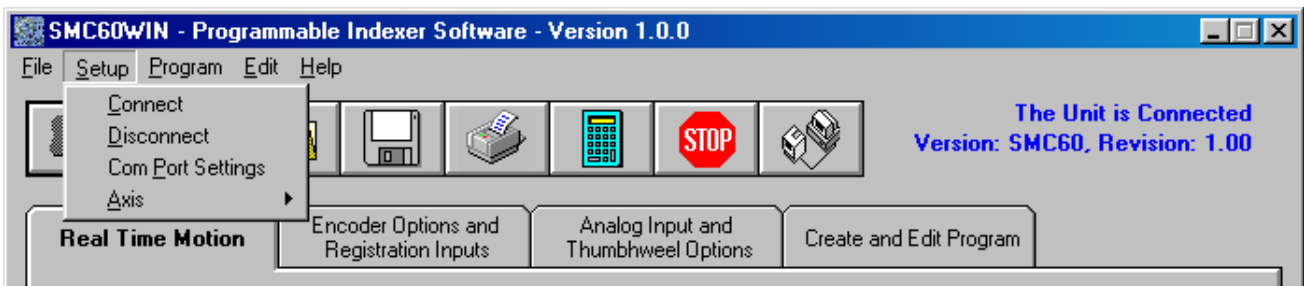 SMC60WIN - Programmable Indexer Software - Version 1.0.0
File Setup Program Edit Help
Connect
Disconnect
Com Port Settings
Axis
STOP
The Unit is Connected
Version: SMC60, Revision: 1.00
Real Time Motion
Encoder Options and
Registration Inputs
Analog Input and
Thumbhweel Options
Create and Edit Program